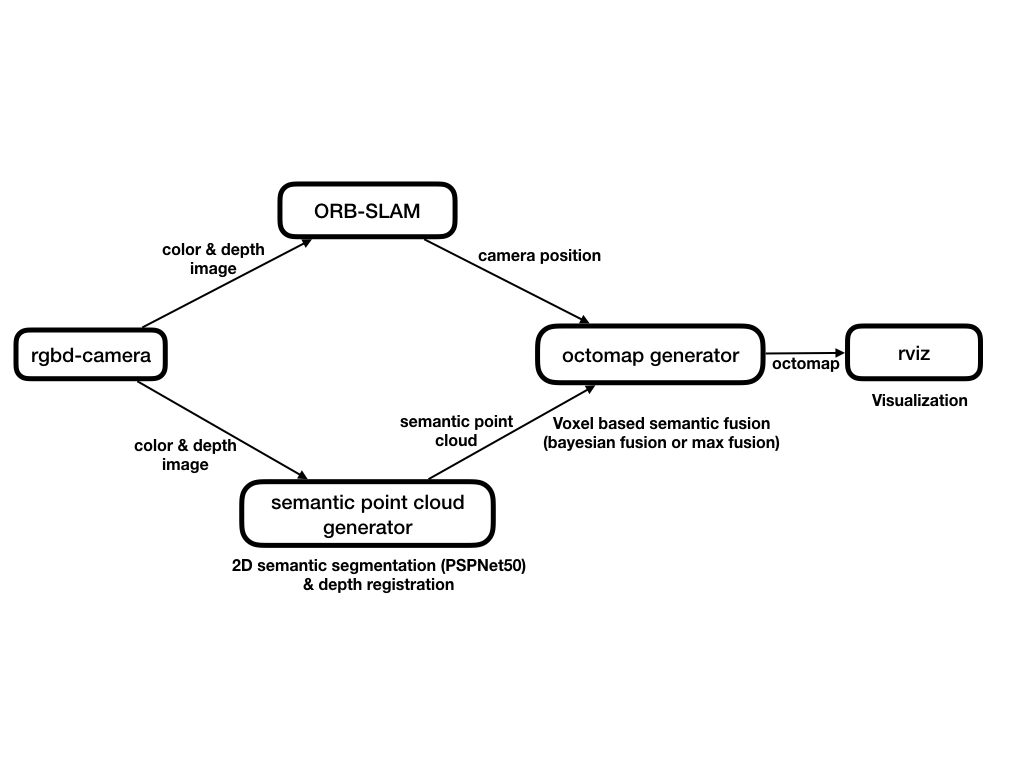 ORB-SLAM
color & depth
image
camera position
rgbd-camera
octomap generator
octomap
rviz
Visualization
semantic point
cloud
Voxel based semantic fusion
(bayesian fusion or max fusion)
color & depth
image
semantic point cloud
generator
2D semantic segmentation (PSPNet50)
& depth registration